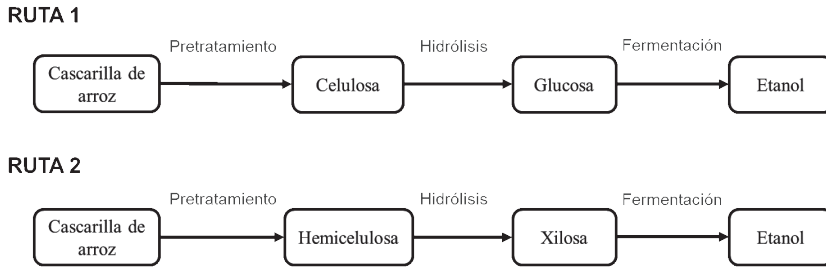 RUTA 1
Pretratamiento
Hidrólisis
Fermentación
Cascarilla de
arroz
Celulosa
Glucosa
Etanol
RUTA 2
Pretratamiento
Hidrólisis
Fermentación
Cascarilla de
arroz
Hemicelulosa
Xilosa
Etanol